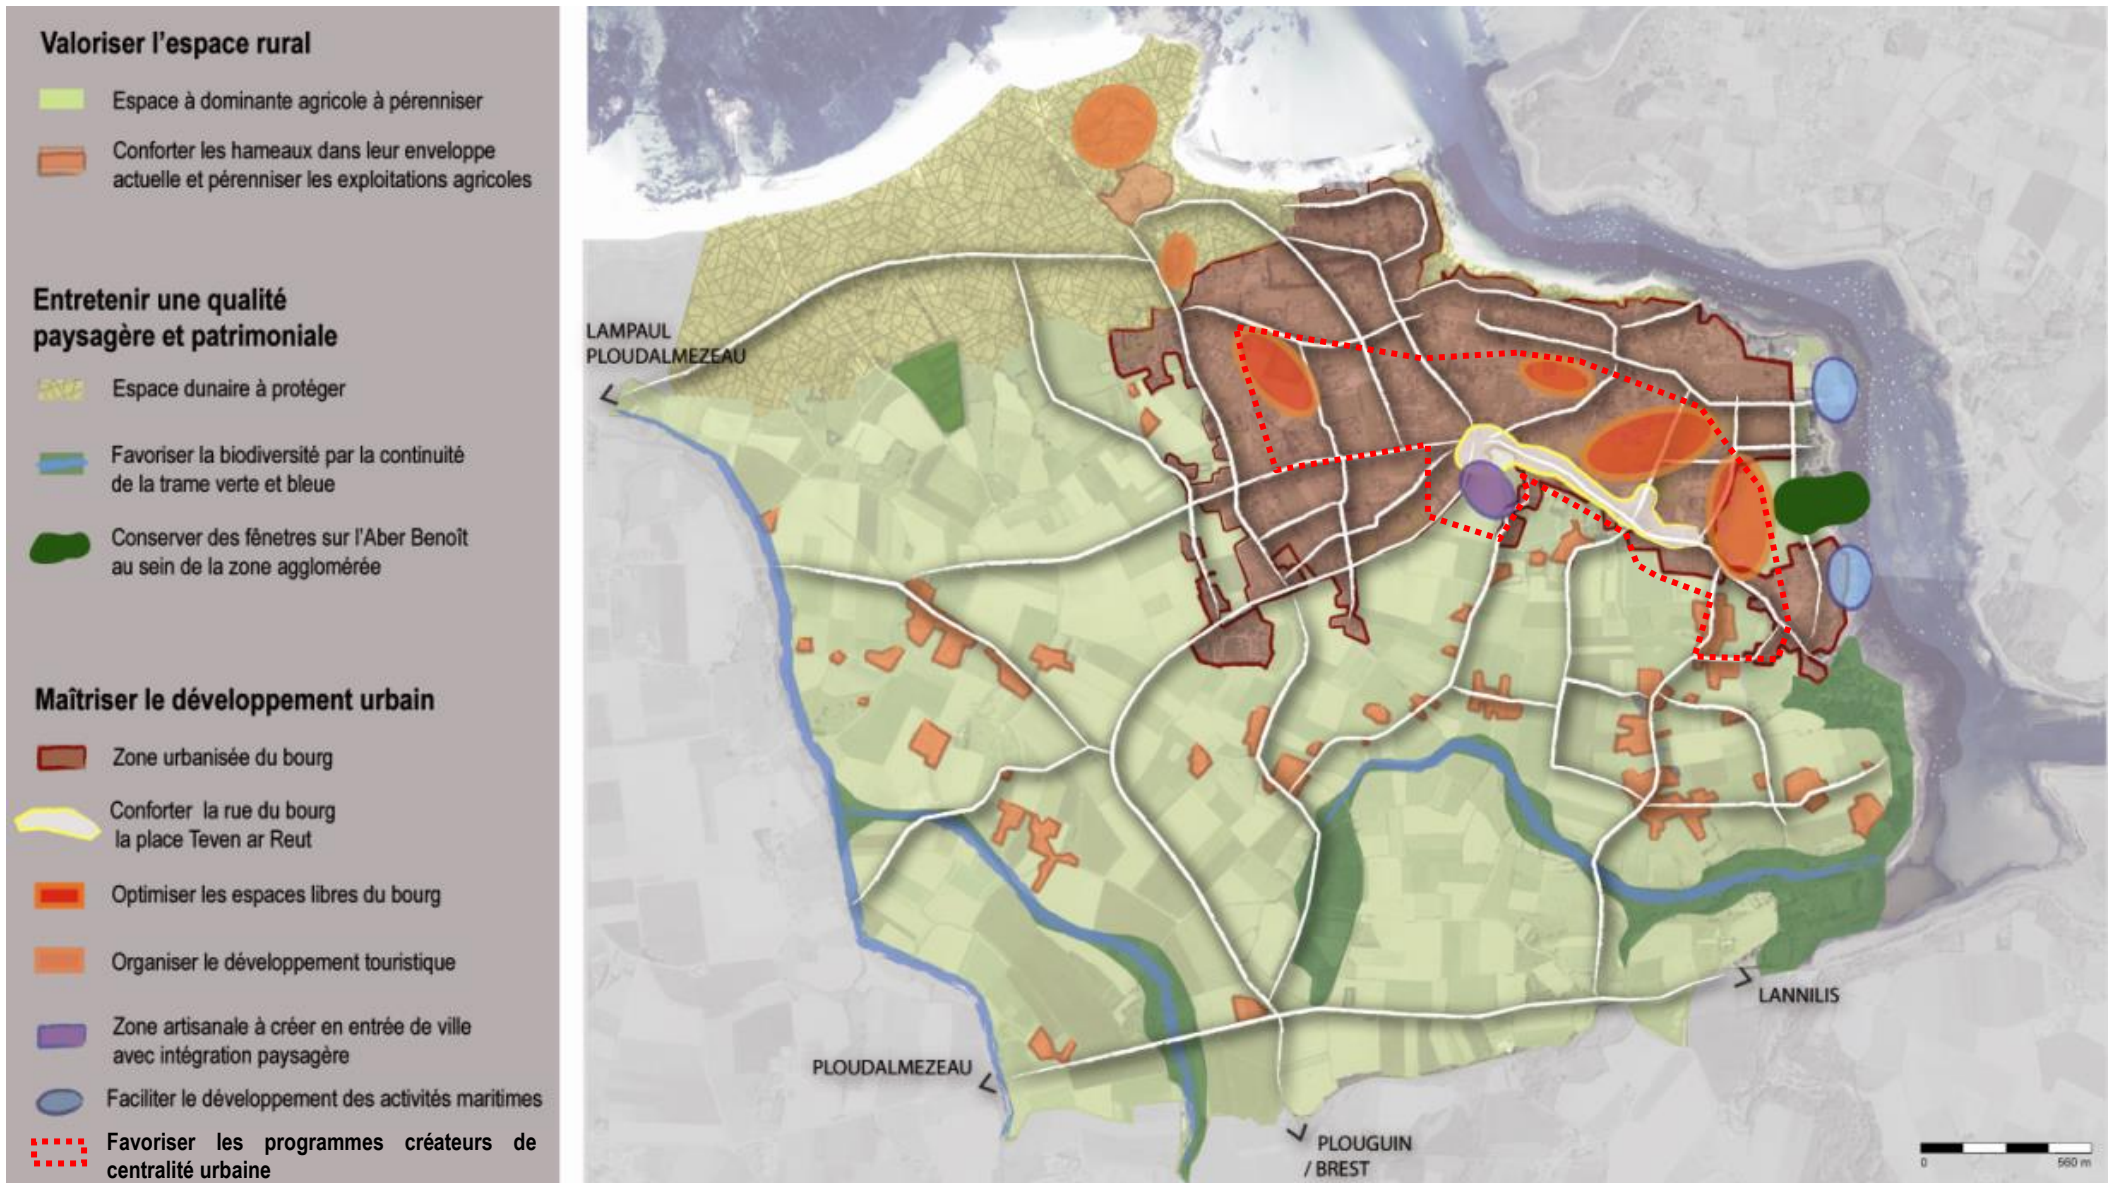 Valoriser l'espace rural
Espace à dominante agricole à pérenniser
Conforter les hameaux dans leur enveloppe
actuelle et pérenniser les exploitations agricoles
Entretenir une qualité
paysagère et patrimoniale
Espace dunaire à protéger
Favoriser la biodiversité par la continuité
de la trame verte et bleue
Conserver des fênetres sur l'Aber Benoît
au sein de la zone agglomérée
Maîtriser le développement urbain
Zone urbanisée du bourg
Conforter la rue du bourg
la place Teven ar Reut
Optimiser les espaces libres du bourg
Organiser le développement touristique
Zone artisanale à créer en entrée de ville
avec intégration paysagère
Faciliter le développement des activités maritimes
Favoriser les programmes créateurs de
centralité urbaine
LAMPAUL
PLOUDALMEZEAU
PLOUDALMEZEAU
PLOUGUIN
/ BREST
LANNILIS
0 560 m